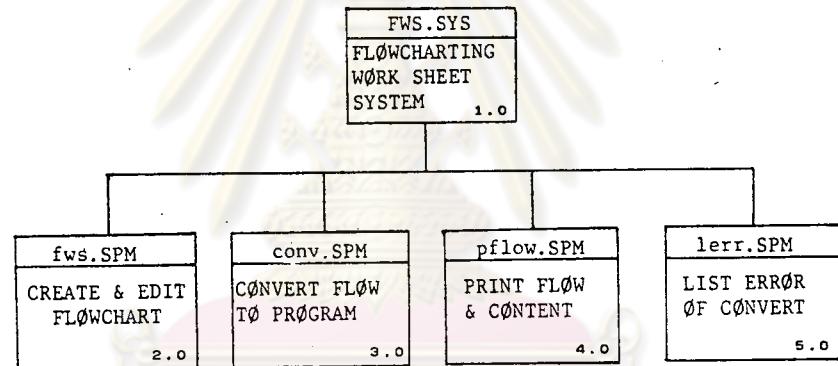 FWS.SYS
FLØWCHARTING
WØRK SHEET
SYSTEM
1.0
fws.SPM
CREATE & EDIT
FLØWCHART
2.0
conv.SPM
CØNVERT FLØW
TØ PRØGRAM
3.0
pflow.SPM
PRINT FLØW
& CØNTENT
4.0
lerr.SPM
LIST ERRØR
ØF CØNVERT
5.0